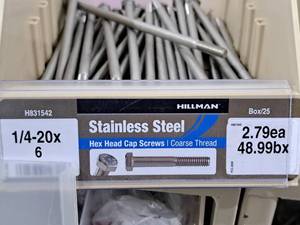 HILLMAN
H831542
Box/25
1/4-20x
6
Stainless Steel
Hex Head Cap Screws | Coarse Thread
2.79ea
48.99bx